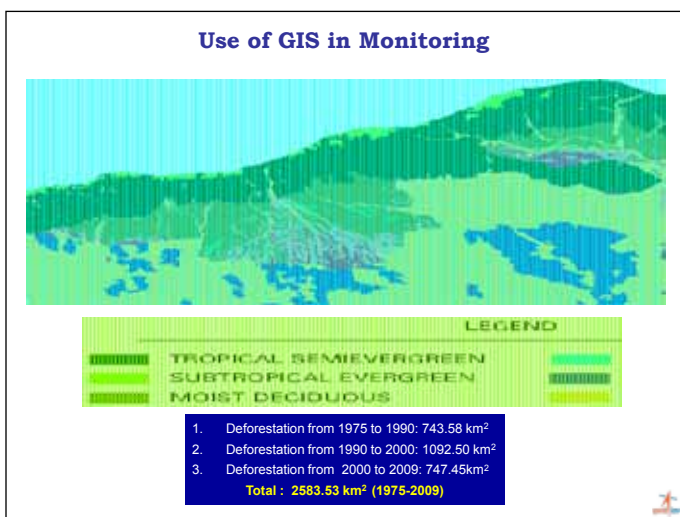 Use of GIS in Monitoring
LEGEND
TROPICAL SEMIEVERGREEN
SUBTROPICAL EVERGREEN
MOIST DECIDUOUS
1. Deforestation from 1975 to 1990: 743.58 km²
2. Deforestation from 1990 to 2000: 1092.50 km²
3. Deforestation from 2000 to 2009: 747.45km²
Total : 2583.53 km² (1975-2009)